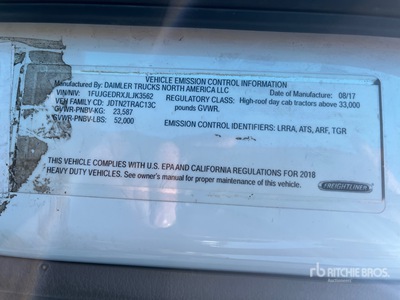 VEHICLE EMISSION CONTROL INFORMATION
Manufactured By: DAIMLER TRUCKS NORTH AMERICA LLC Date of Manufacture: 08/17
VIN/NIV: 1FUJGEDRXJLJK3562 REGULATORY CLASS: High-roof day cab tractors above 33,000
VEH FAMILY CD: JDTN2TRAC13C pounds GVWR.
GVWR-PNBV-KG: 23,587
GVWR-PNBV-LBS: 52,000 EMISSION CONTROL IDENTIFIERS: LRRA, ATS, ARF, TGR
THIS VEHICLE COMPLIES WITH U.S. EPA AND CALIFORNIA REGULATIONS FOR 2018
HEAVY DUTY VEHICLES. See owner's manual for proper maintenance of this vehicle.
FREIGHTLINER
rb RITCHIE BROS.